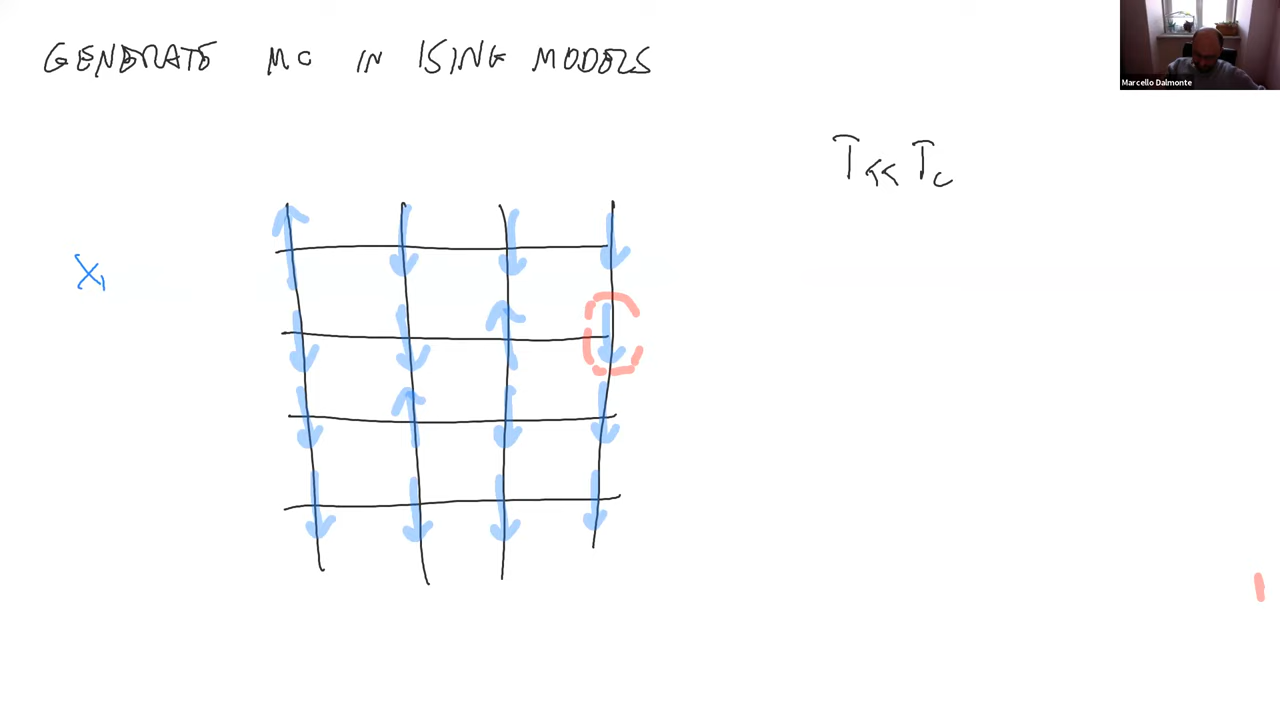 GENERATE MC IN ISING MODELS
Marcello Dalmonte
T << Tc
X1